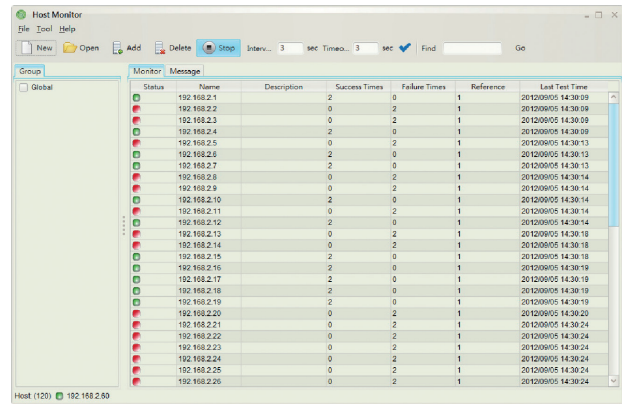 Host Monitor
File Tool Help
New Open Add Delete Stop Interv... 3 sec Timeo... 3 sec Find Go
Group Monitor Message
Global Status Name Description Success Times Failure Times Reference Last Test Time
192.168.2.1 2 0 1 2012/09/05 14:30:09
192.168.2.2 0 2 1 2012/09/05 14:30:09
192.168.2.3 0 2 1 2012/09/05 14:30:09
192.168.2.4 2 0 1 2012/09/05 14:30:09
192.168.2.5 0 2 1 2012/09/05 14:30:13
192.168.2.6 2 0 1 2012/09/05 14:30:13
192.168.2.7 2 0 1 2012/09/05 14:30:13
192.168.2.8 0 2 1 2012/09/05 14:30:14
192.168.2.9 0 2 1 2012/09/05 14:30:14
192.168.2.10 2 0 1 2012/09/05 14:30:14
192.168.2.11 0 2 1 2012/09/05 14:30:14
192.168.2.12 2 0 1 2012/09/05 14:30:14
192.168.2.13 0 2 1 2012/09/05 14:30:18
192.168.2.14 0 2 1 2012/09/05 14:30:18
192.168.2.15 2 0 1 2012/09/05 14:30:18
192.168.2.16 2 0 1 2012/09/05 14:30:19
192.168.2.17 2 0 1 2012/09/05 14:30:19
192.168.2.18 2 0 1 2012/09/05 14:30:19
192.168.2.19 2 0 1 2012/09/05 14:30:19
192.168.2.20 0 2 1 2012/09/05 14:30:20
192.168.2.21 0 2 1 2012/09/05 14:30:24
192.168.2.22 0 2 1 2012/09/05 14:30:24
192.168.2.23 0 2 1 2012/09/05 14:30:24
192.168.2.24 0 2 1 2012/09/05 14:30:24
192.168.2.25 0 2 1 2012/09/05 14:30:24
192.168.2.26 0 2 1 2012/09/05 14:30:24
Host: (120) 192.168.2.60